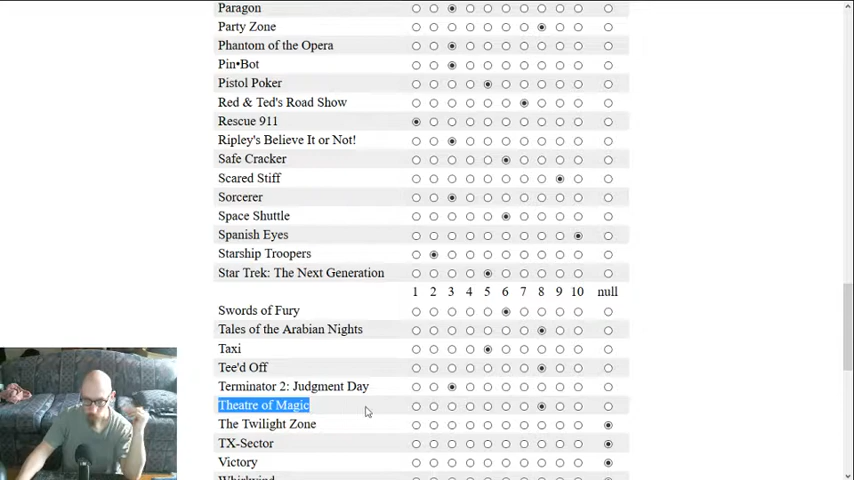 Paragon
Party Zone
Phantom of the Opera
Pin•Bot
Pistol Poker
Red & Ted's Road Show
Rescue 911
Ripley's Believe It or Not!
Safe Cracker
Scared Stiff
Sorcerer
Space Shuttle
Spanish Eyes
Starship Troopers
Star Trek: The Next Generation
1 2 3 4 5 6 7 8 9 10 null
Swords of Fury
Tales of the Arabian Nights
Taxi
Tee'd Off
Terminator 2: Judgment Day
Theatre of Magic
The Twilight Zone
TX-Sector
Victory
Whirlwind